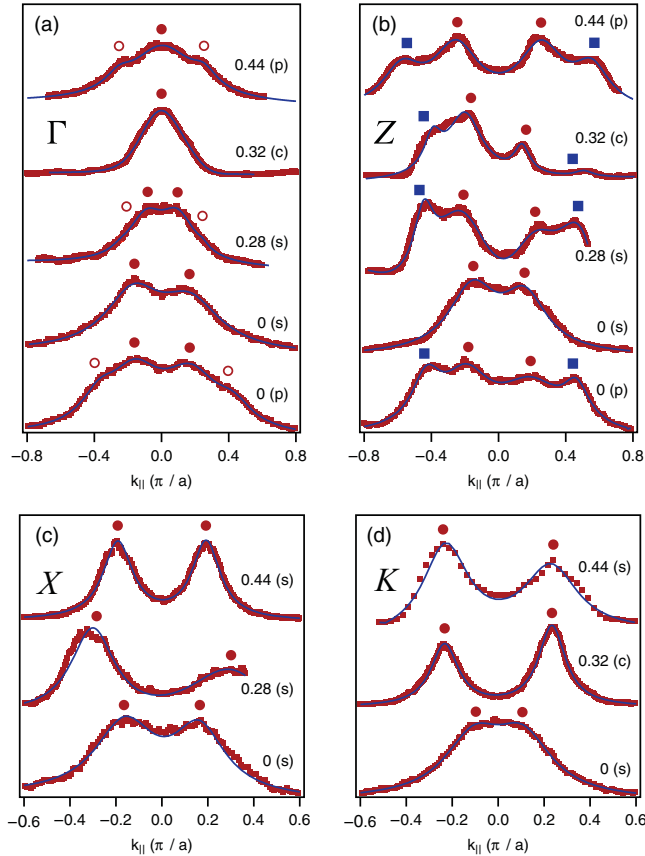 (a)
Γ
0.44 (p)
0.32 (c)
0.28 (s)
0 (s)
0 (p)
−0.8 −0.4 0.0 0.4 0.8
k|| (π / a)
(b)
Z
0.44 (p)
0.32 (c)
0.28 (s)
0 (s)
0 (p)
−0.8 −0.4 0.0 0.4 0.8
k|| (π / a)
(c)
X
0.44 (s)
0.28 (s)
0 (s)
−0.6 −0.4 −0.2 0.0 0.2 0.4 0.6
k|| (π / a)
(d)
K
0.44 (s)
0.32 (c)
0 (s)
−0.6 −0.4 −0.2 0.0 0.2 0.4 0.6
k|| (π / a)